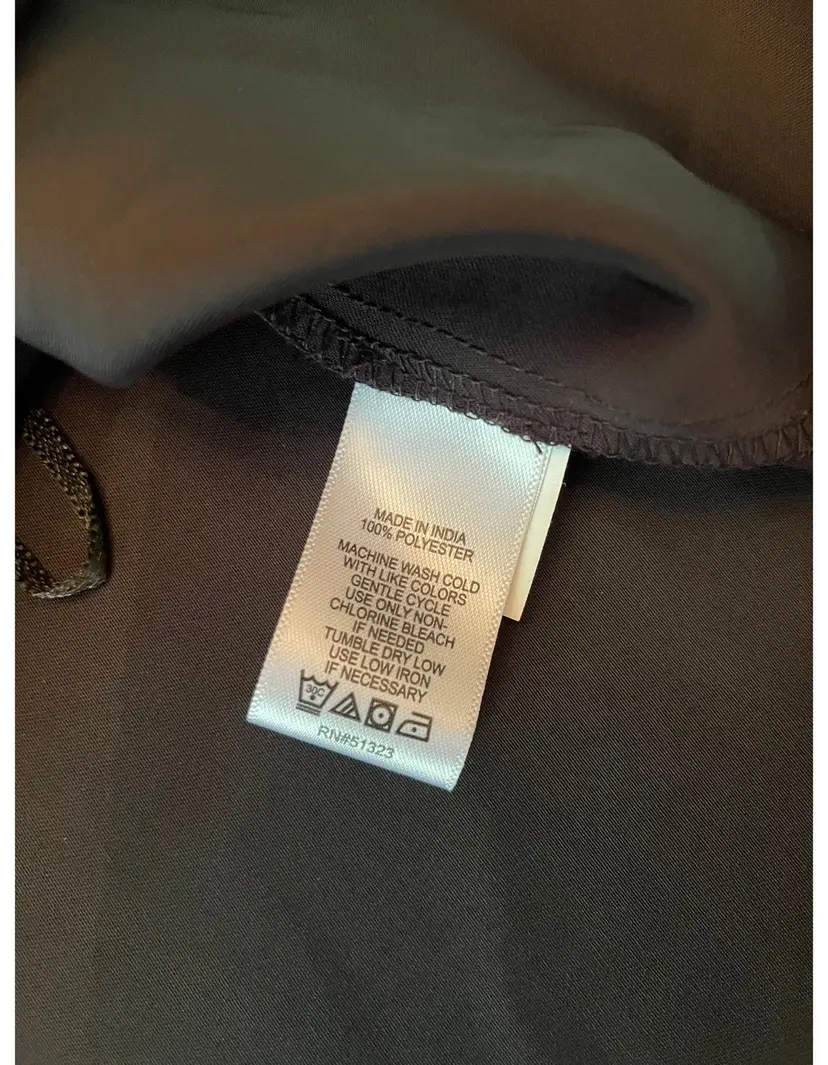 MADE IN INDIA
100% POLYESTER
MACHINE WASH COLD
WITH LIKE COLORS
GENTLE CYCLE
USE ONLY NON-
CHLORINE BLEACH
IF NEEDED
TUMBLE DRY LOW
USE LOW IRON
IF NECESSARY
30C
RN#51323